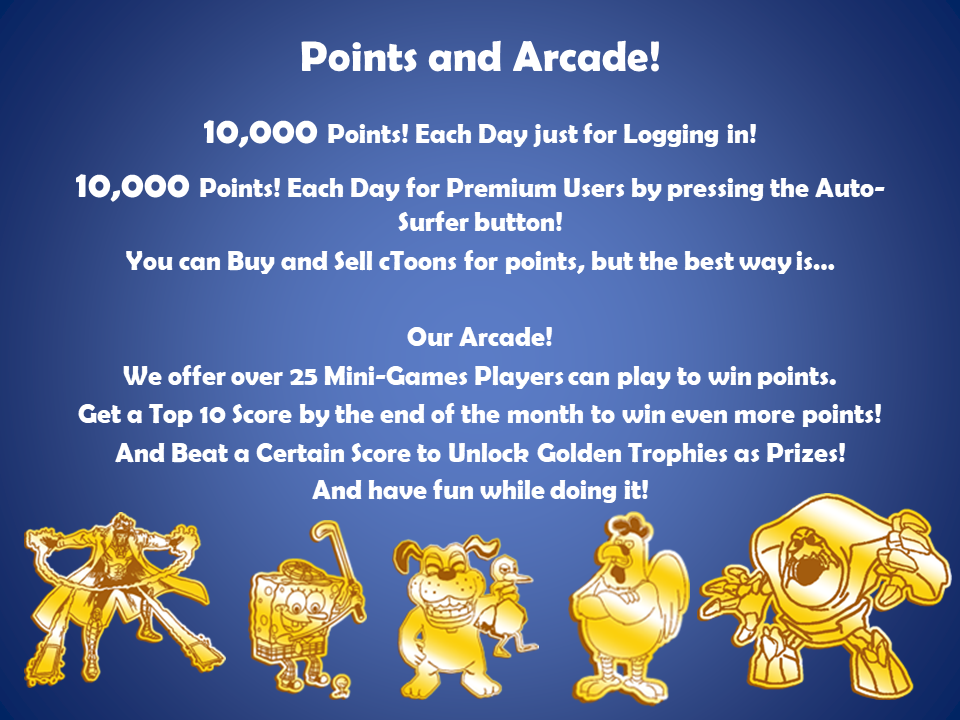 Points and Arcade!
10,000 Points! Each Day just for Logging in!
10,000 Points! Each Day for Premium Users by pressing the Auto-
Surfer button!
You can Buy and Sell cToons for points, but the best way is...
Our Arcade!
We offer over 25 Mini-Games Players can play to win points.
Get a Top 10 Score by the end of the month to win even more points!
And Beat a Certain Score to Unlock Golden Trophies as Prizes!
And have fun while doing it!